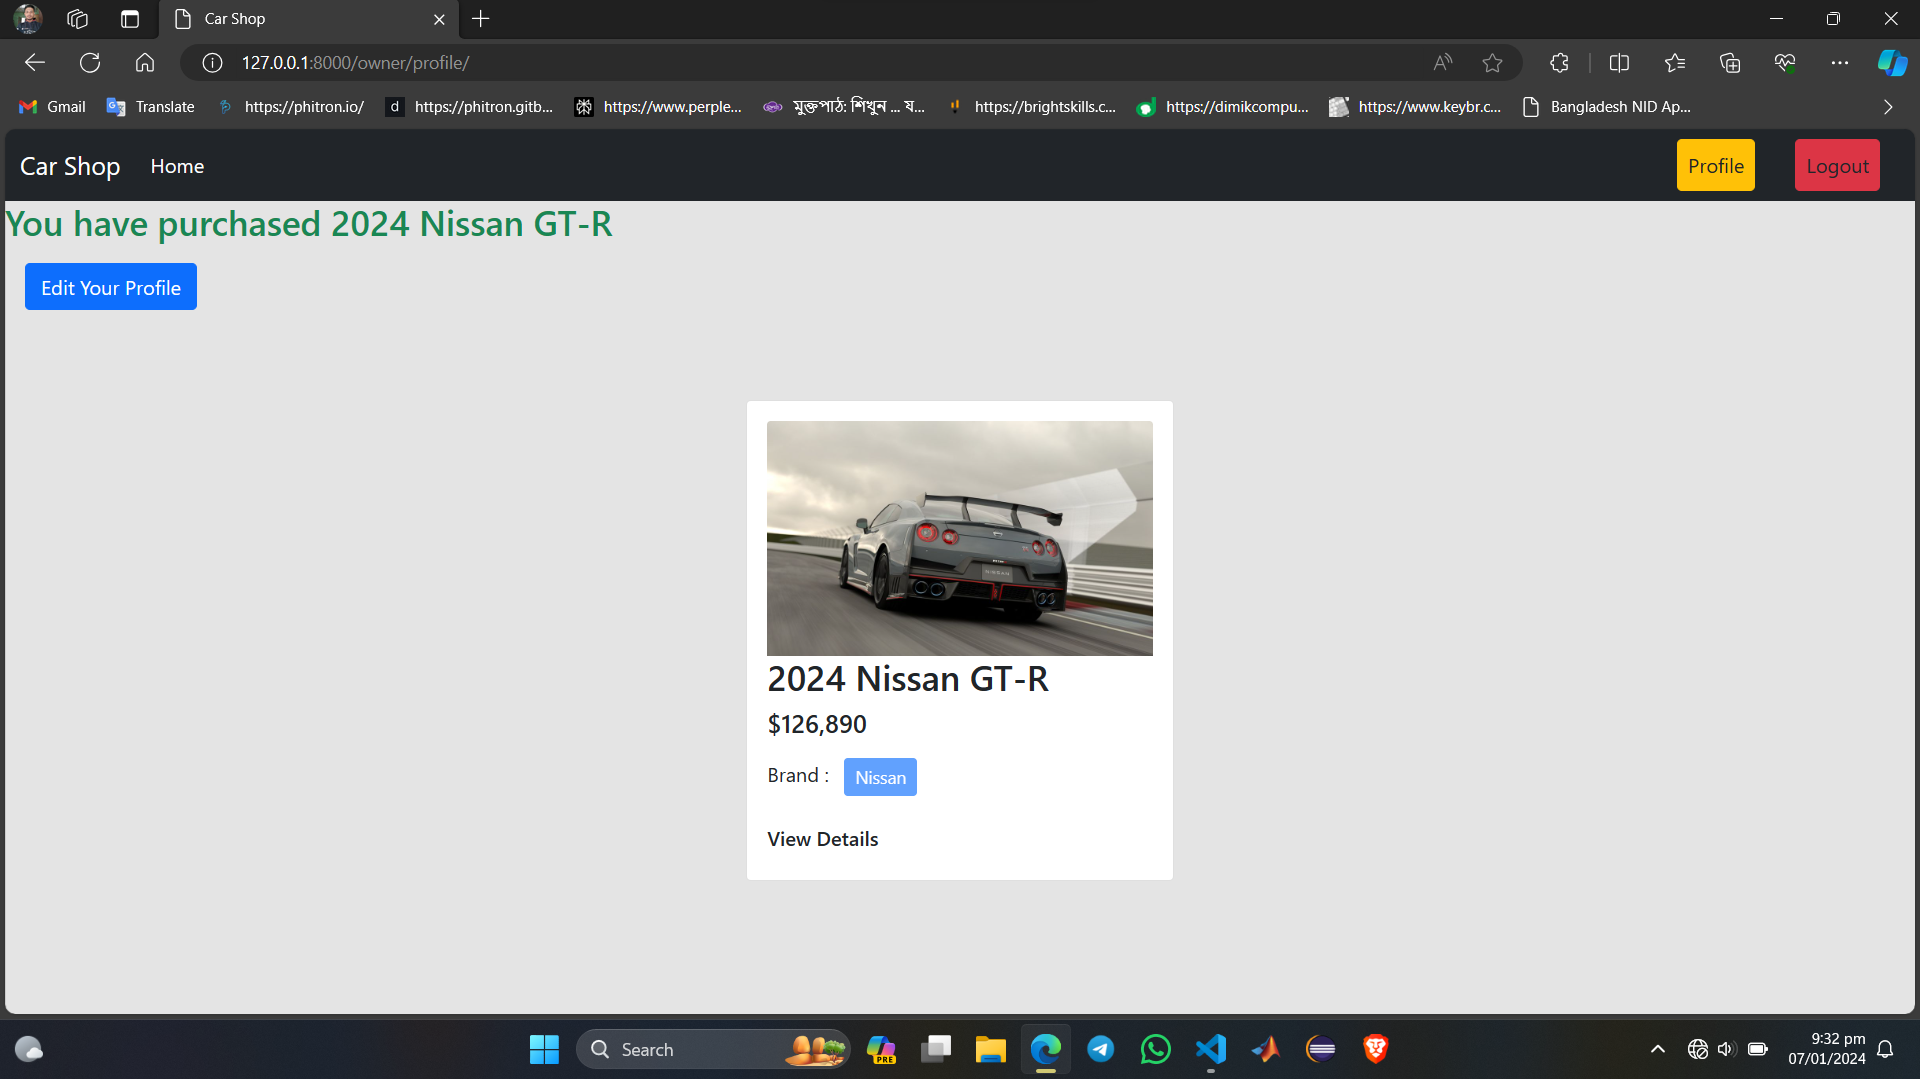 Car Shop
127.0.0.1:8000/owner/profile/
Gmail
Translate
https://phitron.io/
https://phitron.gitb...
https://www.perple...
মুক্তপাঠ: শিখুন ... য...
https://brightskills.c...
https://dimikcompu...
https://www.keybr.c...
Bangladesh NID Ap...
Car Shop
Home
Profile
Logout
You have purchased 2024 Nissan GT-R
Edit Your Profile
2024 Nissan GT-R
$126,890
Brand :
Nissan
View Details
Search
PRE
9:32 pm
07/01/2024